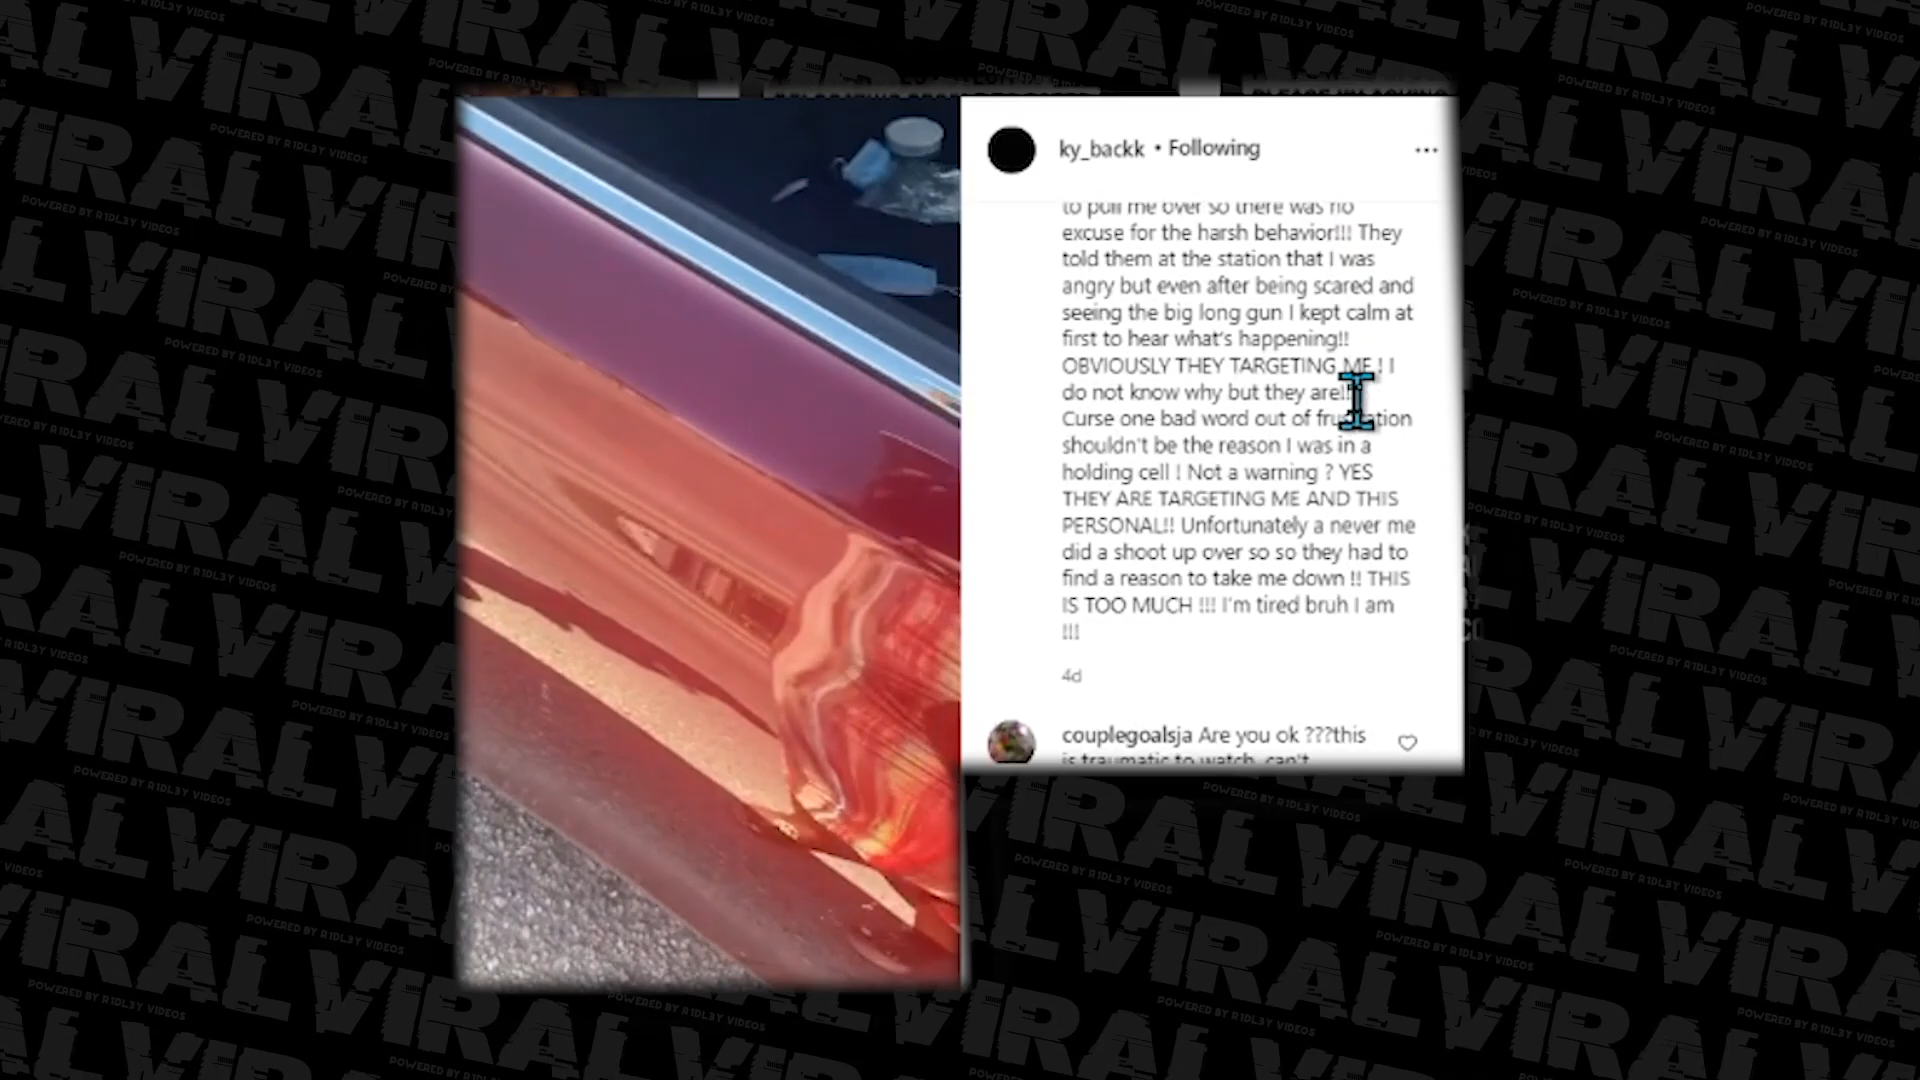 ky_backk • Following
to pull me over so there was no
excuse for the harsh behavior!!! They
told them at the station that I was
angry but even after being scared and
seeing the big long gun I kept calm at
first to hear what's happening!!
OBVIOUSLY THEY TARGETING ME ! I
do not know why but they are!!
Curse one bad word out of frustration
shouldn't be the reason I was in a
holding cell ! Not a warning ? YES
THEY ARE TARGETING ME AND THIS
PERSONAL!! Unfortunately a never me
did a shoot up over so so they had to
find a reason to take me down !! THIS
IS TOO MUCH !!! I'm tired bruh I am
!!!
4d
couplegoalsja Are you ok ???this
is traumatic to watch, can't
VIRAL
POWERED BY R1DL3Y VIDEOS